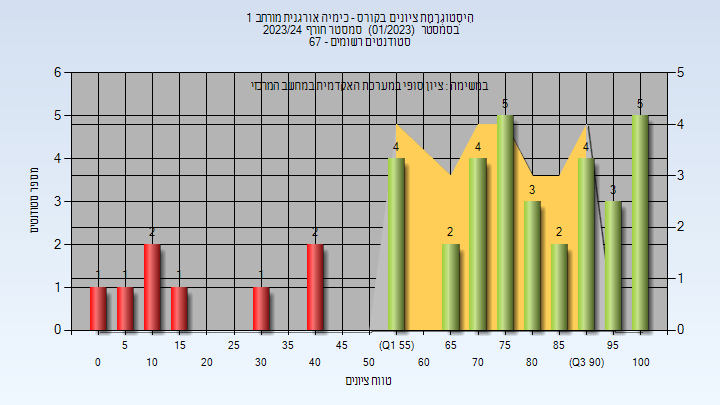 היסטוגרמת ציונים בקורס - כימיה אורגנית מורחב 1
בסמסטר (01/2023) סמסטר חורף 2023/24
סטודנטים רשומים - 67
במשימה : ציון סופי במערכת האקדמית במחשב המרכזי
מספר סטודנטים
6 5 4 3 2 1 0
5 4 3 2 1 0
1 1 2 1 1 2 4 2 4 5 3 2 4 3 5
5 15 25 35 45 (Q1 55) 65 75 85 95
0 10 20 30 40 50 60 70 80 (Q3 90) 100
טווח ציונים